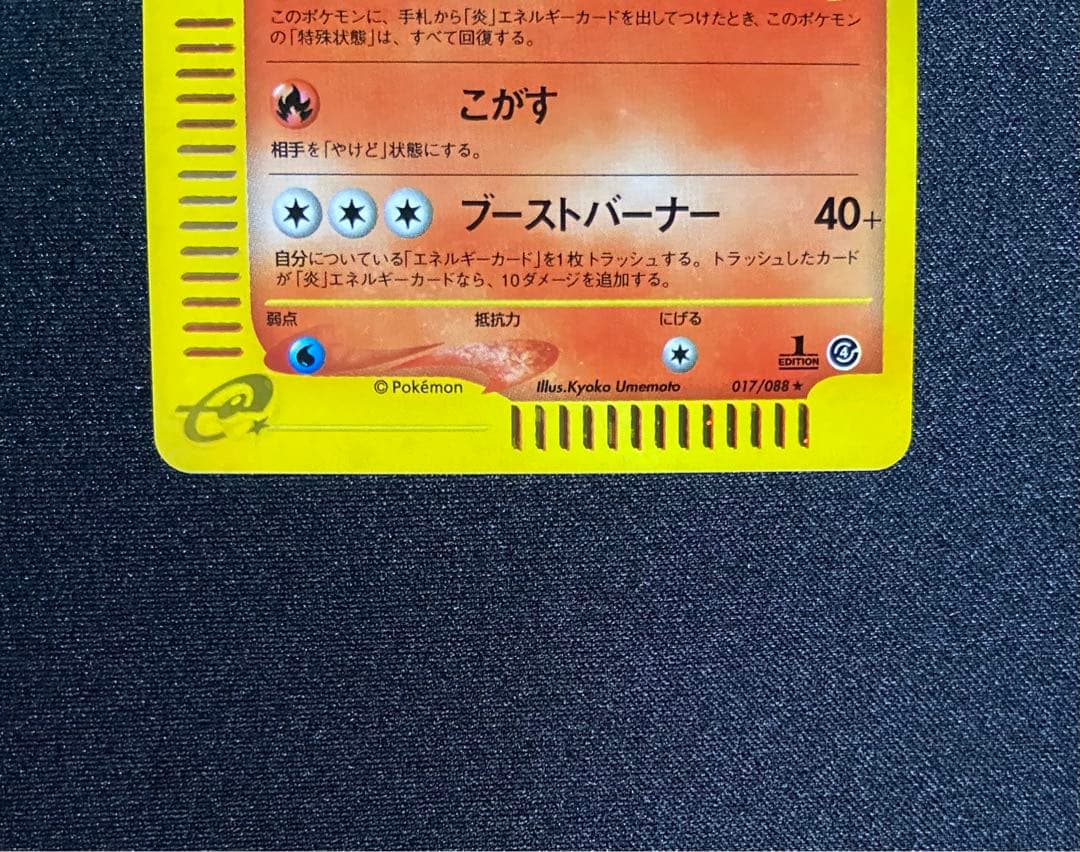 このポケモンに、手札から「炎」エネルギーカードを出してつけたとき、このポケモン
の「特殊状態」は、すべて回復する。
こがす
相手を「やけど」状態にする。
ブーストバーナー 40+
自分についている「エネルギーカード」を1枚トラッシュする。トラッシュしたカード
が「炎」エネルギーカードなら、10ダメージを追加する。
弱点 抵抗力 にげる
1 EDITION 4
© Pokémon Illus.Kyoko Umemoto 017/088 ★
e